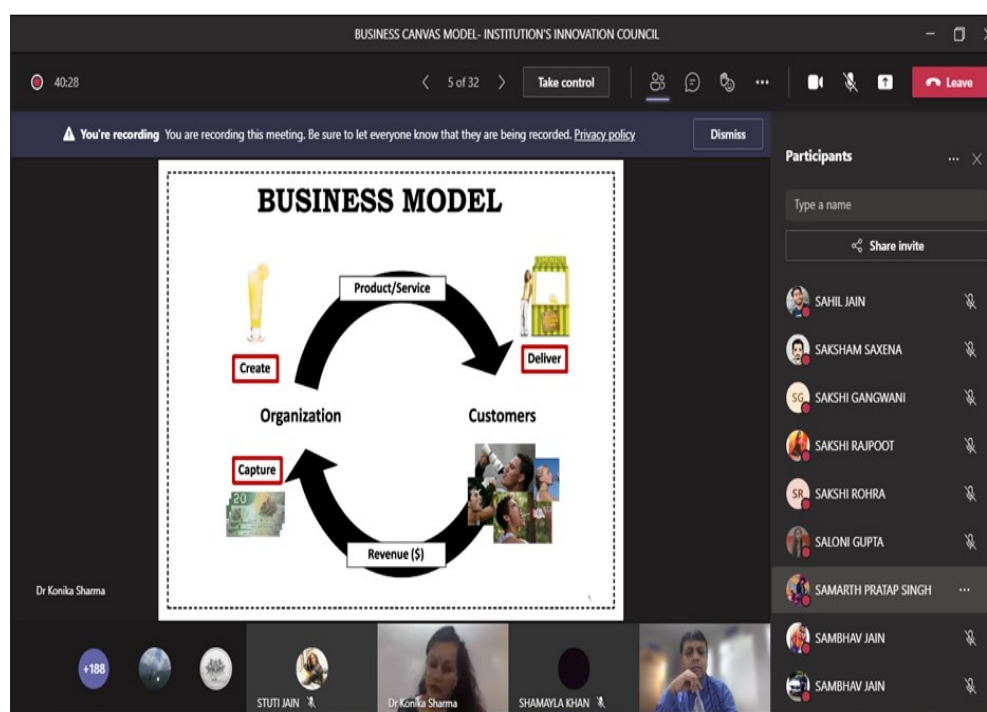 BUSINESS CANVAS MODEL- INSTITUTION'S INNOVATION COUNCIL
40:28
5 of 32
Take control
Leave
You're recording You are recording this meeting. Be sure to let everyone know that they are being recorded. Privacy policy
Dismiss
BUSINESS MODEL
Product/Service
Create
Deliver
Organization
Customers
Capture
20
Revenue ($)
Dr Konika Sharma
Participants
Type a name
Share invite
SAHIL JAIN
SAKSHAM SAXENA
SG
SAKSHI GANGWANI
SAKSHI RAJPOOT
SR
SAKSHI ROHRA
SALONI GUPTA
SAMARTH PRATAP SINGH
SAMBHAV JAIN
SAMBHAV JAIN
+188
STUTI JAIN
Dr Konika Sharma
SHAMAYLA KHAN